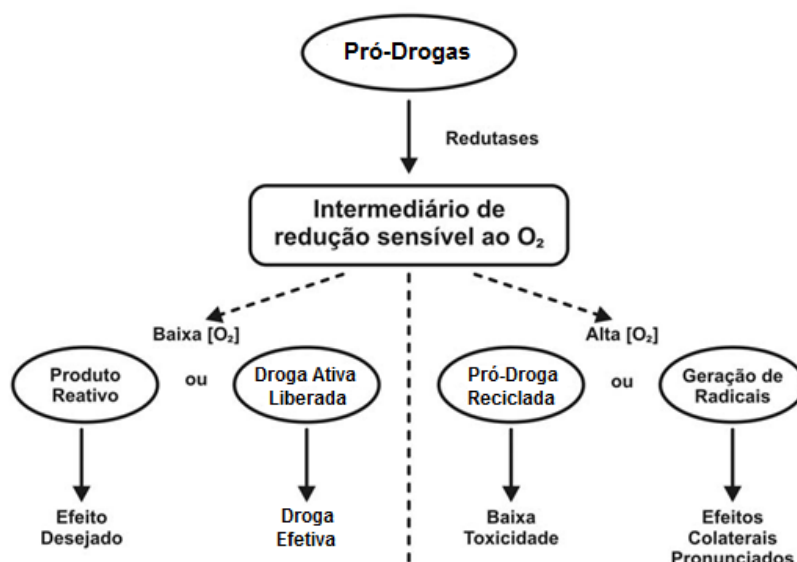 Pró-Drogas
Redutases
Intermediário de
redução sensível ao O₂
Baixa [O₂]
Alta [O₂]
Produto
Reativo
ou
Droga Ativa
Liberada
Pró-Droga
Reciclada
ou
Geração de
Radicais
Efeito
Desejado
Droga
Efetiva
Baixa
Toxicidade
Efeitos
Colaterais
Pronunciados